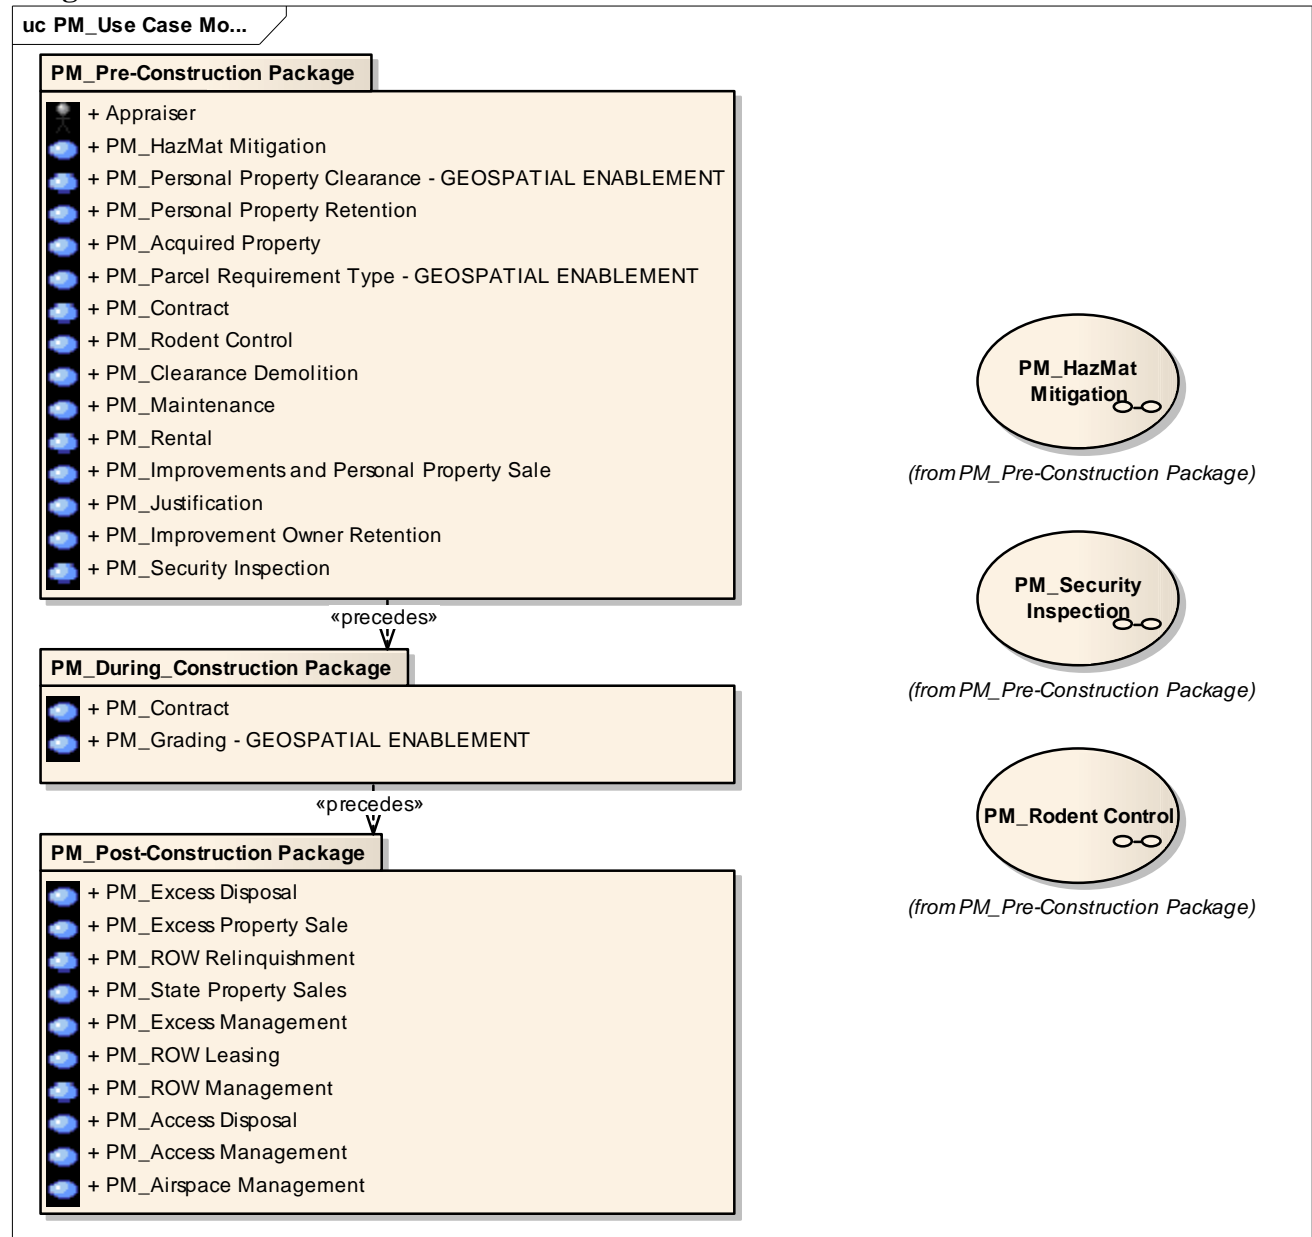 uc PM_Use Case Mo...
PM_Pre-Construction Package
+ Appraiser
+ PM_HazMat Mitigation
+ PM_Personal Property Clearance - GEOSPATIAL ENABLEMENT
+ PM_Personal Property Retention
+ PM_Acquired Property
+ PM_Parcel Requirement Type - GEOSPATIAL ENABLEMENT
+ PM_Contract
+ PM_Rodent Control
+ PM_Clearance Demolition
+ PM_Maintenance
+ PM_Rental
+ PM_Improvements and Personal Property Sale
+ PM_Justification
+ PM_Improvement Owner Retention
+ PM_Security Inspection
«precedes»
PM_During_Construction Package
+ PM_Contract
+ PM_Grading - GEOSPATIAL ENABLEMENT
«precedes»
PM_Post-Construction Package
+ PM_Excess Disposal
+ PM_Excess Property Sale
+ PM_ROW Relinquishment
+ PM_State Property Sales
+ PM_Excess Management
+ PM_ROW Leasing
+ PM_ROW Management
+ PM_Access Disposal
+ PM_Access Management
+ PM_Airspace Management
PM_HazMat
Mitigation
(from PM_Pre-Construction Package)
PM_Security
Inspection
(from PM_Pre-Construction Package)
PM_Rodent Control
(from PM_Pre-Construction Package)